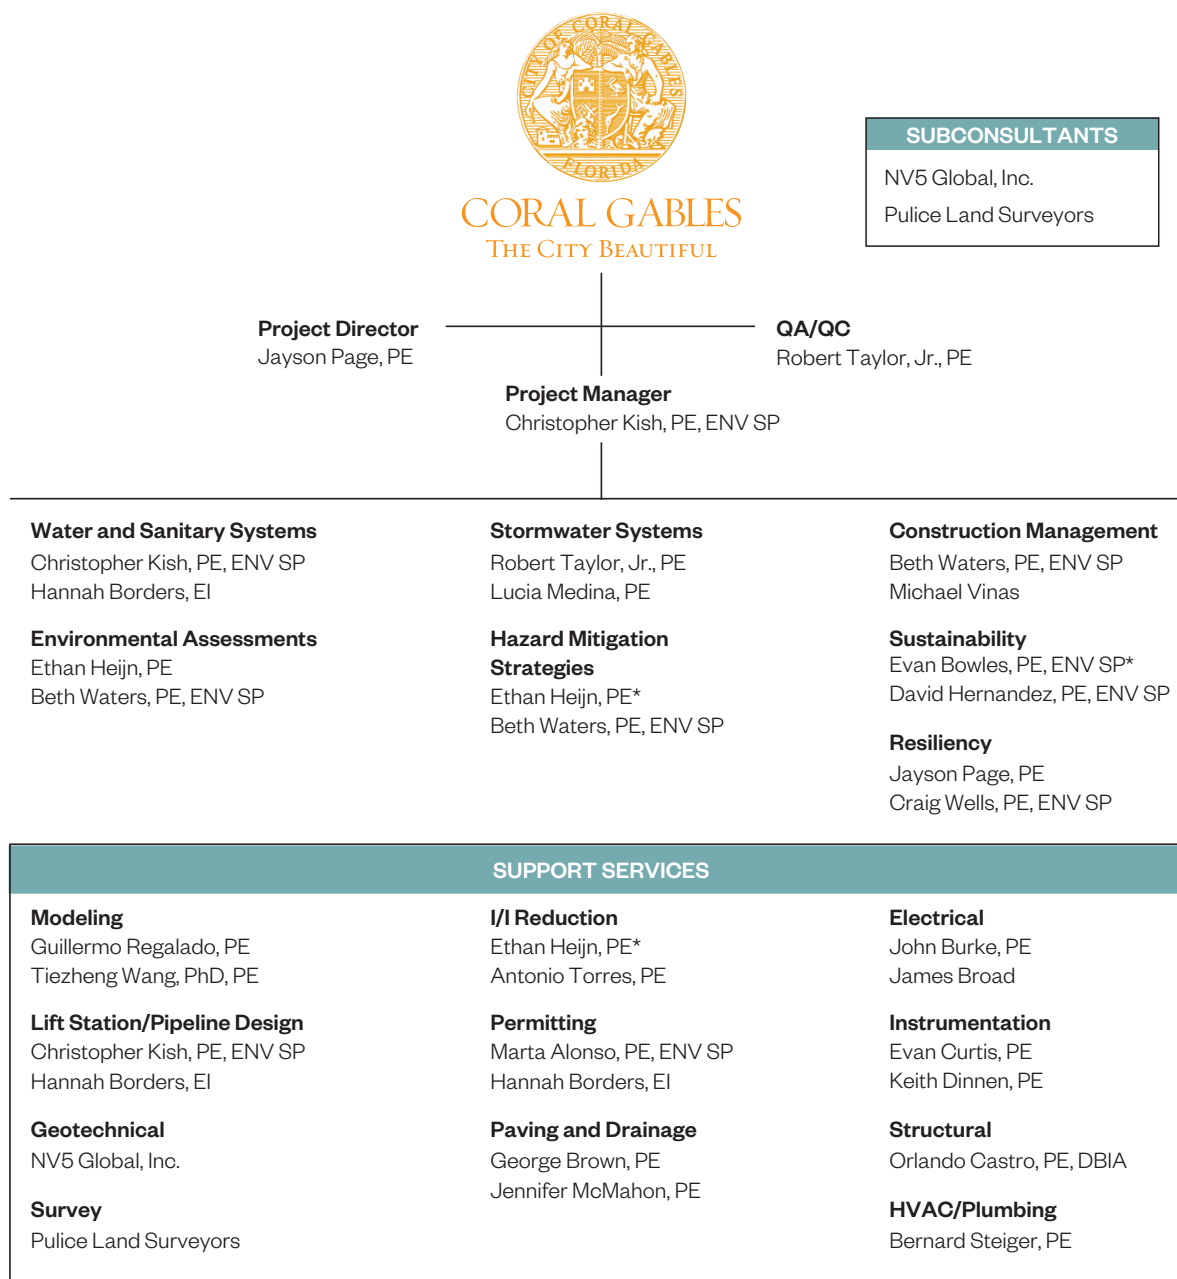 CITY OF CORAL GABLES
FLORIDA
CORAL GABLES
THE CITY BEAUTIFUL
SUBCONSULTANTS
NV5 Global, Inc.
Pulice Land Surveyors
Project Director
Jayson Page, PE
QA/QC
Robert Taylor, Jr., PE
Project Manager
Christopher Kish, PE, ENV SP
Water and Sanitary Systems
Christopher Kish, PE, ENV SP
Hannah Borders, EI
Environmental Assessments
Ethan Heijn, PE
Beth Waters, PE, ENV SP
Stormwater Systems
Robert Taylor, Jr., PE
Lucia Medina, PE
Hazard Mitigation
Strategies
Ethan Heijn, PE*
Beth Waters, PE, ENV SP
Construction Management
Beth Waters, PE, ENV SP
Michael Vinas
Sustainability
Evan Bowles, PE, ENV SP*
David Hernandez, PE, ENV SP
Resiliency
Jayson Page, PE
Craig Wells, PE, ENV SP
SUPPORT SERVICES
Modeling
Guillermo Regalado, PE
Tiezheng Wang, PhD, PE
Lift Station/Pipeline Design
Christopher Kish, PE, ENV SP
Hannah Borders, EI
Geotechnical
NV5 Global, Inc.
Survey
Pulice Land Surveyors
I/I Reduction
Ethan Heijn, PE*
Antonio Torres, PE
Permitting
Marta Alonso, PE, ENV SP
Hannah Borders, EI
Paving and Drainage
George Brown, PE
Jennifer McMahon, PE
Electrical
John Burke, PE
James Broad
Instrumentation
Evan Curtis, PE
Keith Dinnen, PE
Structural
Orlando Castro, PE, DBIA
HVAC/Plumbing
Bernard Steiger, PE